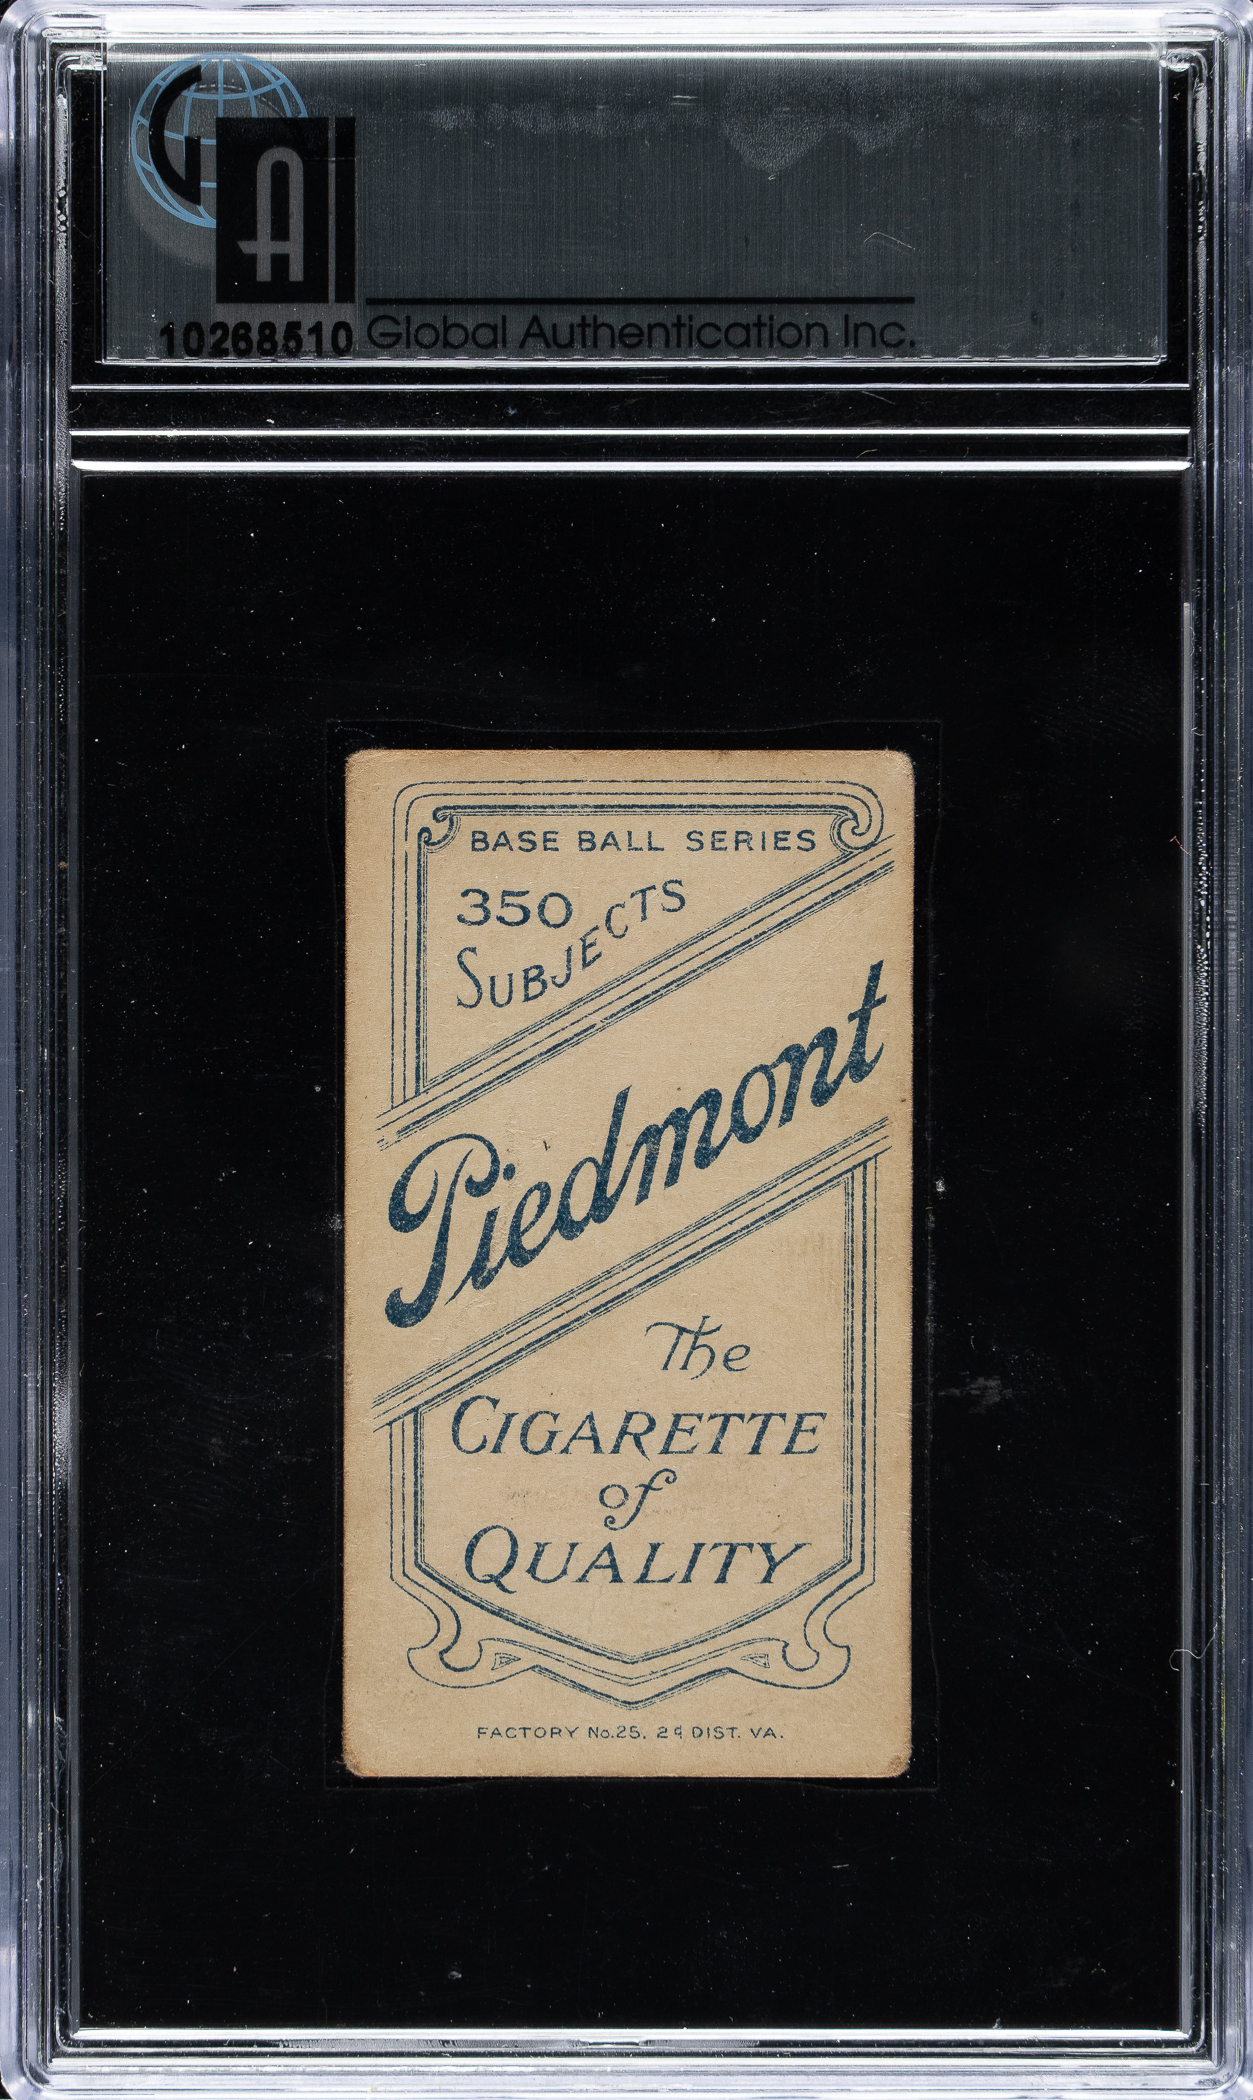 GA
10268510 Global Authentication Inc.
BASE BALL SERIES
350
SUBJECTS
Piedmont
The
CIGARETTE
of
QUALITY
FACTORY No. 25. 2d DIST. VA.